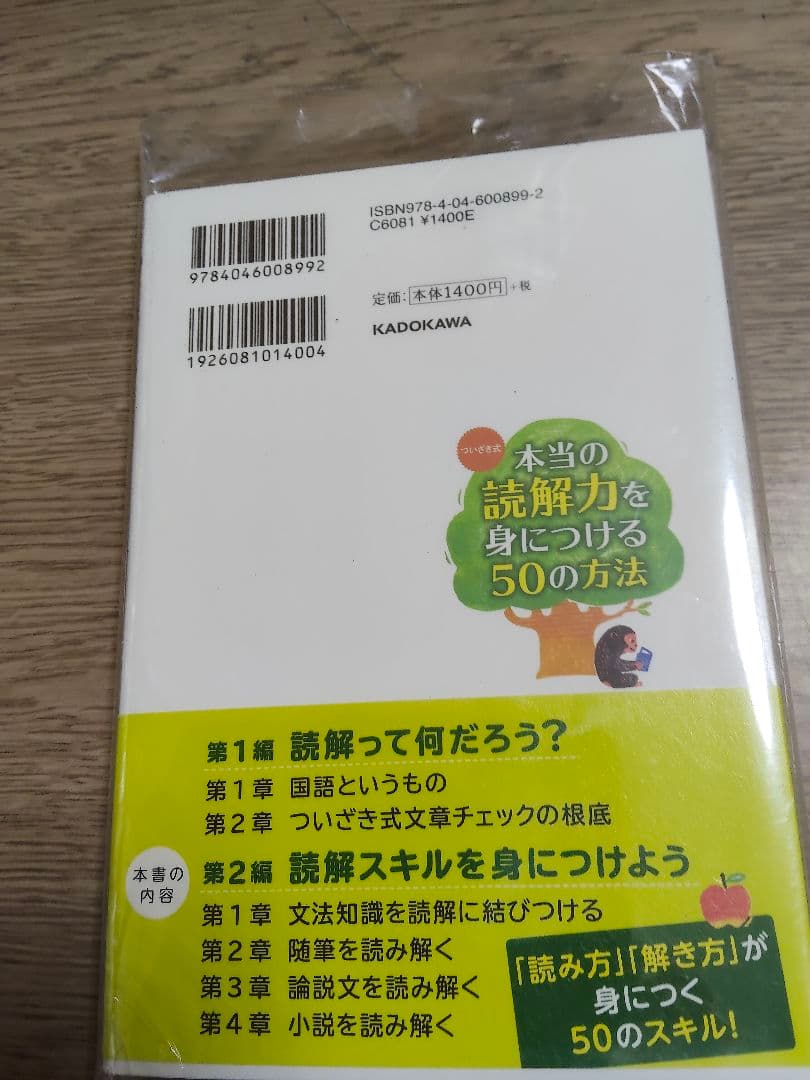 ISBN978-4-04-600899-2
C6081 ¥1400E
9784046008992
定価：本体1400円+税
1926081014004
KADOKAWA
ついざき式
本当の
読解力を
身につける
50の方法
第1編 読解って何だろう?
第1章 国語というもの
第2章 ついざき式文章チェックの根底
本書の
内容
第2編 読解スキルを身につけよう
第1章 文法知識を読解に結びつける
第2章 随筆を読み解く
第3章 論説文を読み解く
第4章 小説を読み解く
「読み方」「解き方」が
身につく
50のスキル!